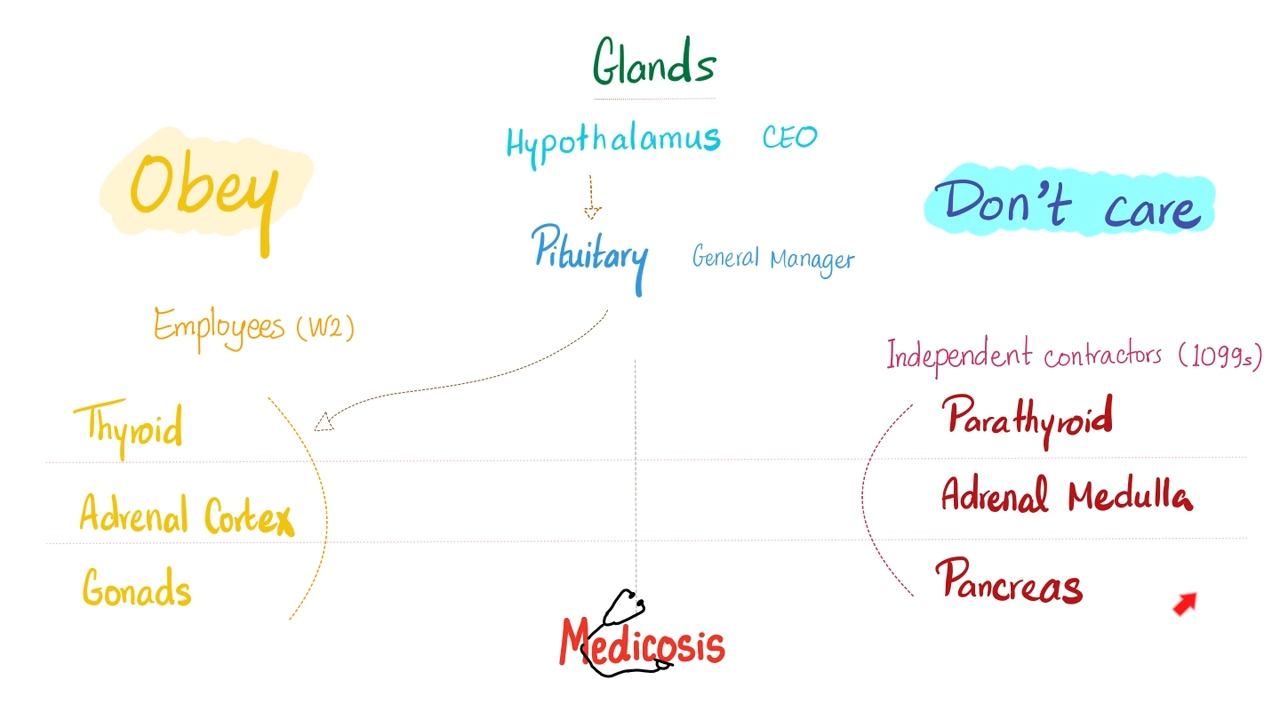 Glands
Hypothalamus CEO
Obey
Don't care
Pituitary General Manager
Employees (W2)
Independent contractors (1099s)
Thyroid
Parathyroid
Adrenal Cortex
Adrenal Medulla
Gonads
Pancreas
Medicosis